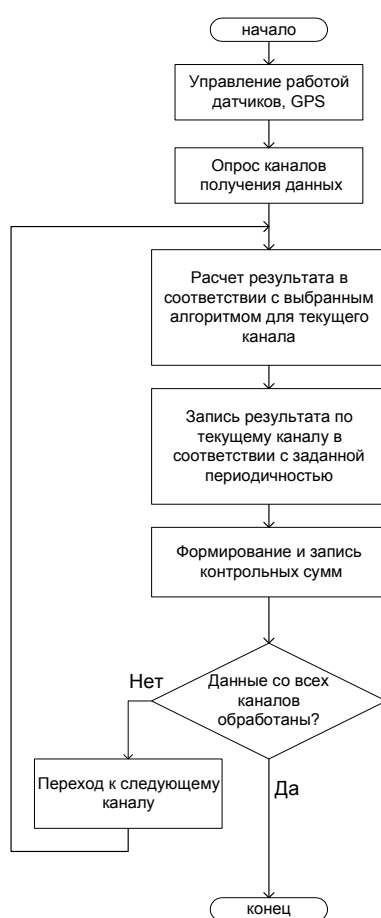 начало
Управление работой
датчиков, GPS
Опрос каналов
получения данных
Расчет результата в
соответствии с выбранным
алгоритмом для текущего
канала
Запись результата по
текущему каналу в
соответствии с заданной
периодичностью
Формирование и запись
контрольных сумм
Данные со всех
каналов
обработаны?
Нет
Переход к следующему
каналу
Да
конец